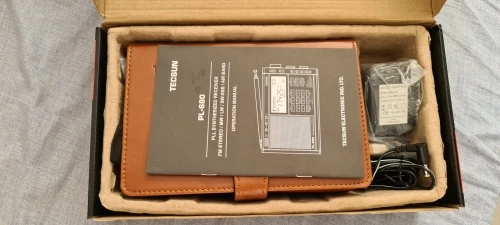 TECSUN
PL-680
PLL SYNTHESIZED RECEIVER
FM-STEREO / MW / LW / SW-SSB / AIR BAND
OPERATION MANUAL
TECSUN ELECTRONIC IND. LTD.